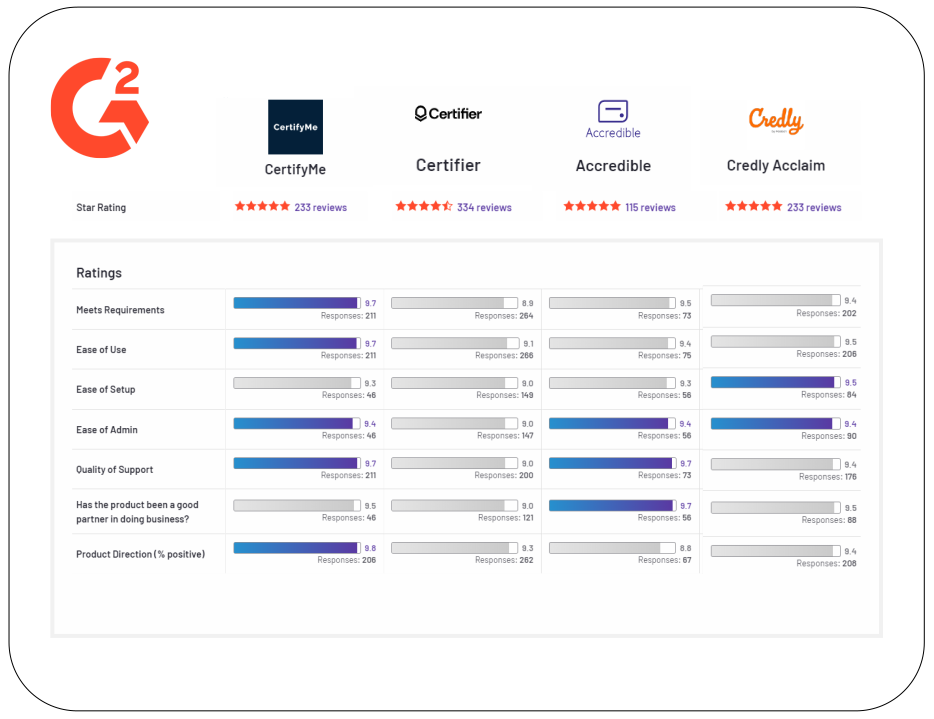 G2
CertifyMe
Certifier
Accredible
Credly
CertifyMe
Certifier
Accredible
Credly Acclaim
Star Rating
233 reviews
334 reviews
115 reviews
233 reviews
Ratings
Meets Requirements
9.7
8.9
9.5
9.4
Responses: 211
Responses: 264
Responses: 73
Responses: 202
Ease of Use
9.7
9.1
9.4
9.5
Responses: 211
Responses: 266
Responses: 75
Responses: 206
Ease of Setup
9.3
9.0
9.3
9.5
Responses: 46
Responses: 149
Responses: 56
Responses: 84
Ease of Admin
9.4
9.0
9.4
9.4
Responses: 46
Responses: 147
Responses: 56
Responses: 90
Quality of Support
9.7
9.0
9.7
9.4
Responses: 211
Responses: 200
Responses: 73
Responses: 176
Has the product been a good
partner in doing business?
9.5
9.0
9.7
9.5
Responses: 46
Responses: 121
Responses: 56
Responses: 88
Product Direction (% positive)
9.8
9.3
8.8
9.4
Responses: 206
Responses: 262
Responses: 67
Responses: 208